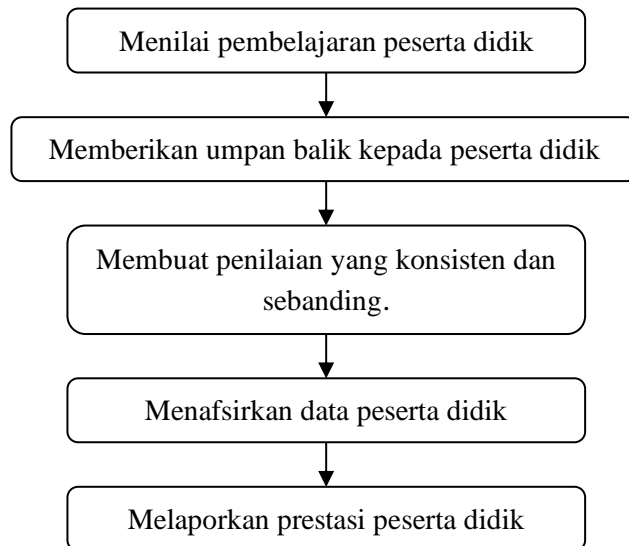 Menilai pembelajaran peserta didik
Memberikan umpan balik kepada peserta didik
Membuat penilaian yang konsisten dan
sebanding.
Menafsirkan data peserta didik
Melaporkan prestasi peserta didik